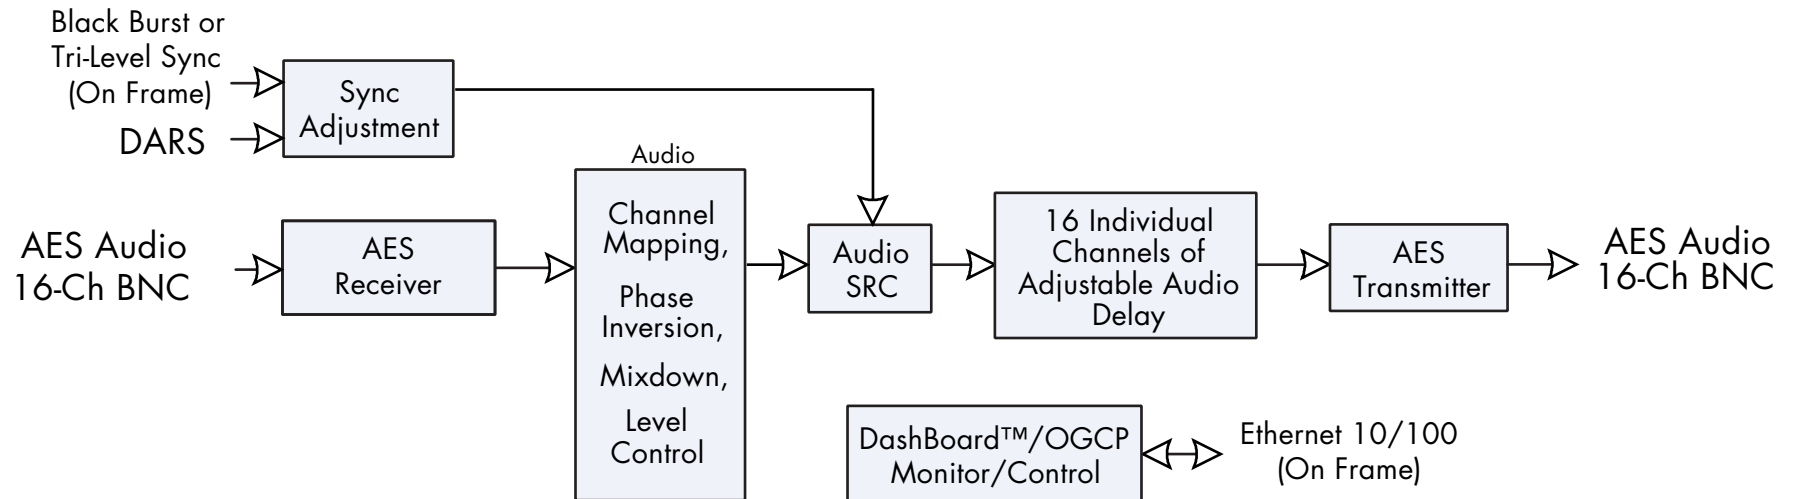 Black Burst or
Tri-Level Sync
(On Frame)
DARS
Sync
Adjustment
AES Audio
16-Ch BNC
AES
Receiver
Audio
Channel
Mapping,
Phase
Inversion,
Mixdown,
Level
Control
Audio
SRC
16 Individual
Channels of
Adjustable Audio
Delay
AES
Transmitter
AES Audio
16-Ch BNC
DashBoard™/OGCP
Monitor/Control
Ethernet 10/100
(On Frame)